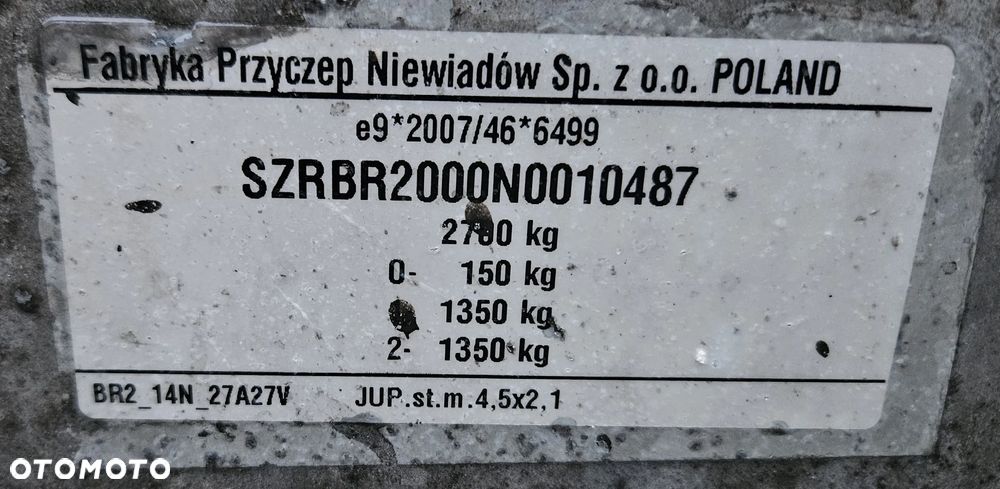 Fabryka Przyczep Niewiadów Sp. z o.o. POLAND
e9*2007/46*6499
SZRBR2000N0010487
2700 kg
0- 150 kg
1350 kg
2- 1350 kg
BR2_14N_27A27V JUP.st.m.4,5x2,1
OTOMOTO